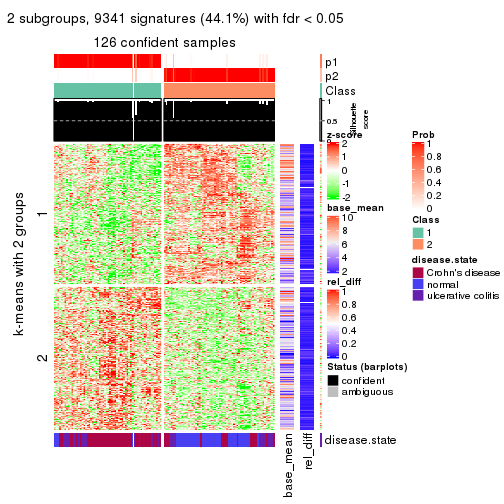 2 subgroups, 9341 signatures (44.1%) with fdr < 0.05
126 confident samples
p1
p2
Class
1
0.5
0
Silhouette
score
k-means with 2 groups
1
2
z-score
2
1
0
-1
-2
base_mean
10
8
6
4
2
rel_diff
1
0.8
0.6
0.4
0.2
0
Status (barplots)
confident
ambiguous
Prob
1
0.8
0.6
0.4
0.2
0
Class
1
2
disease.state
Crohn's disease
normal
ulcerative colitis
disease.state
base_mean
rel_diff